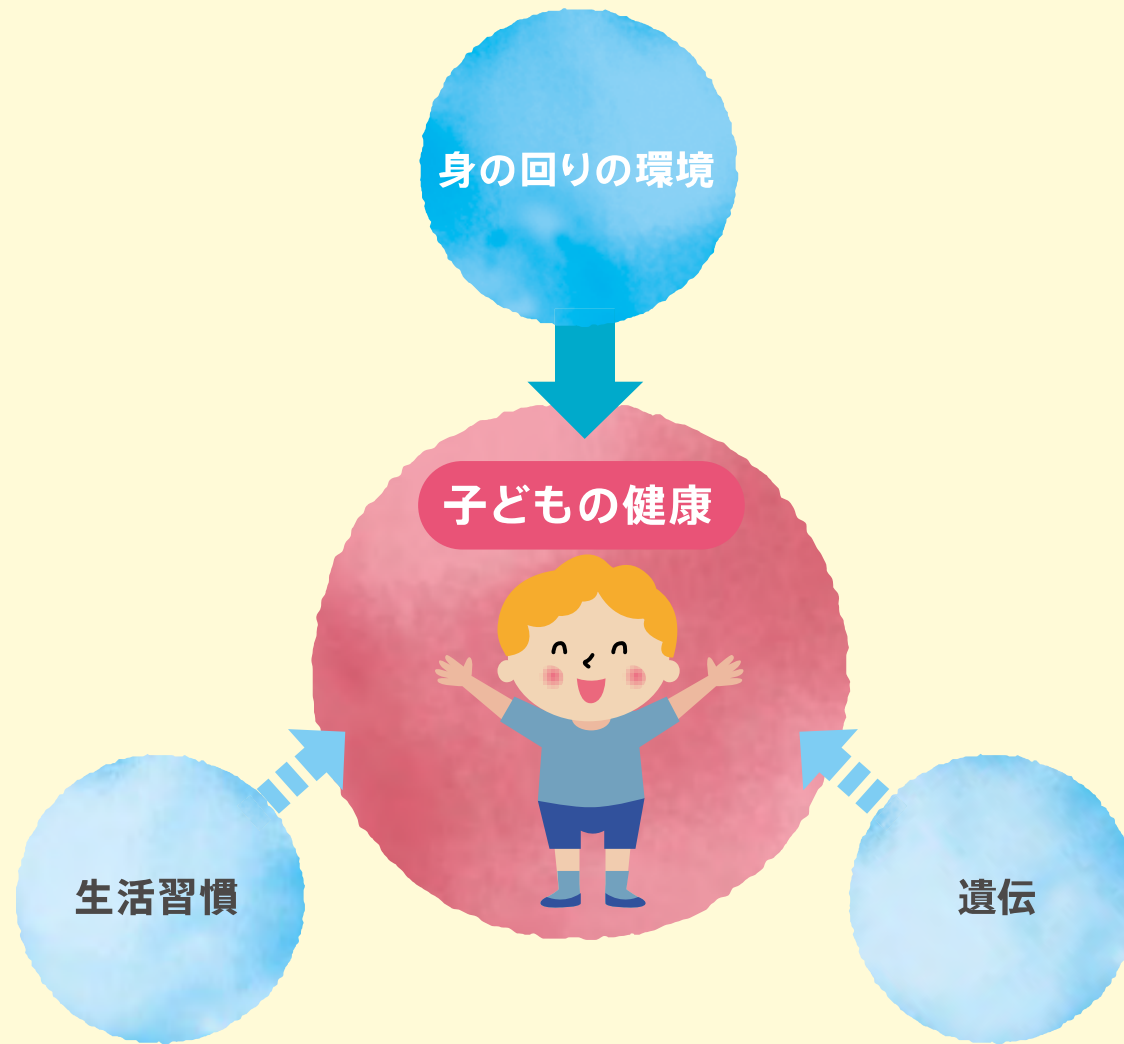 身の回りの環境
子どもの健康
生活習慣
遺伝